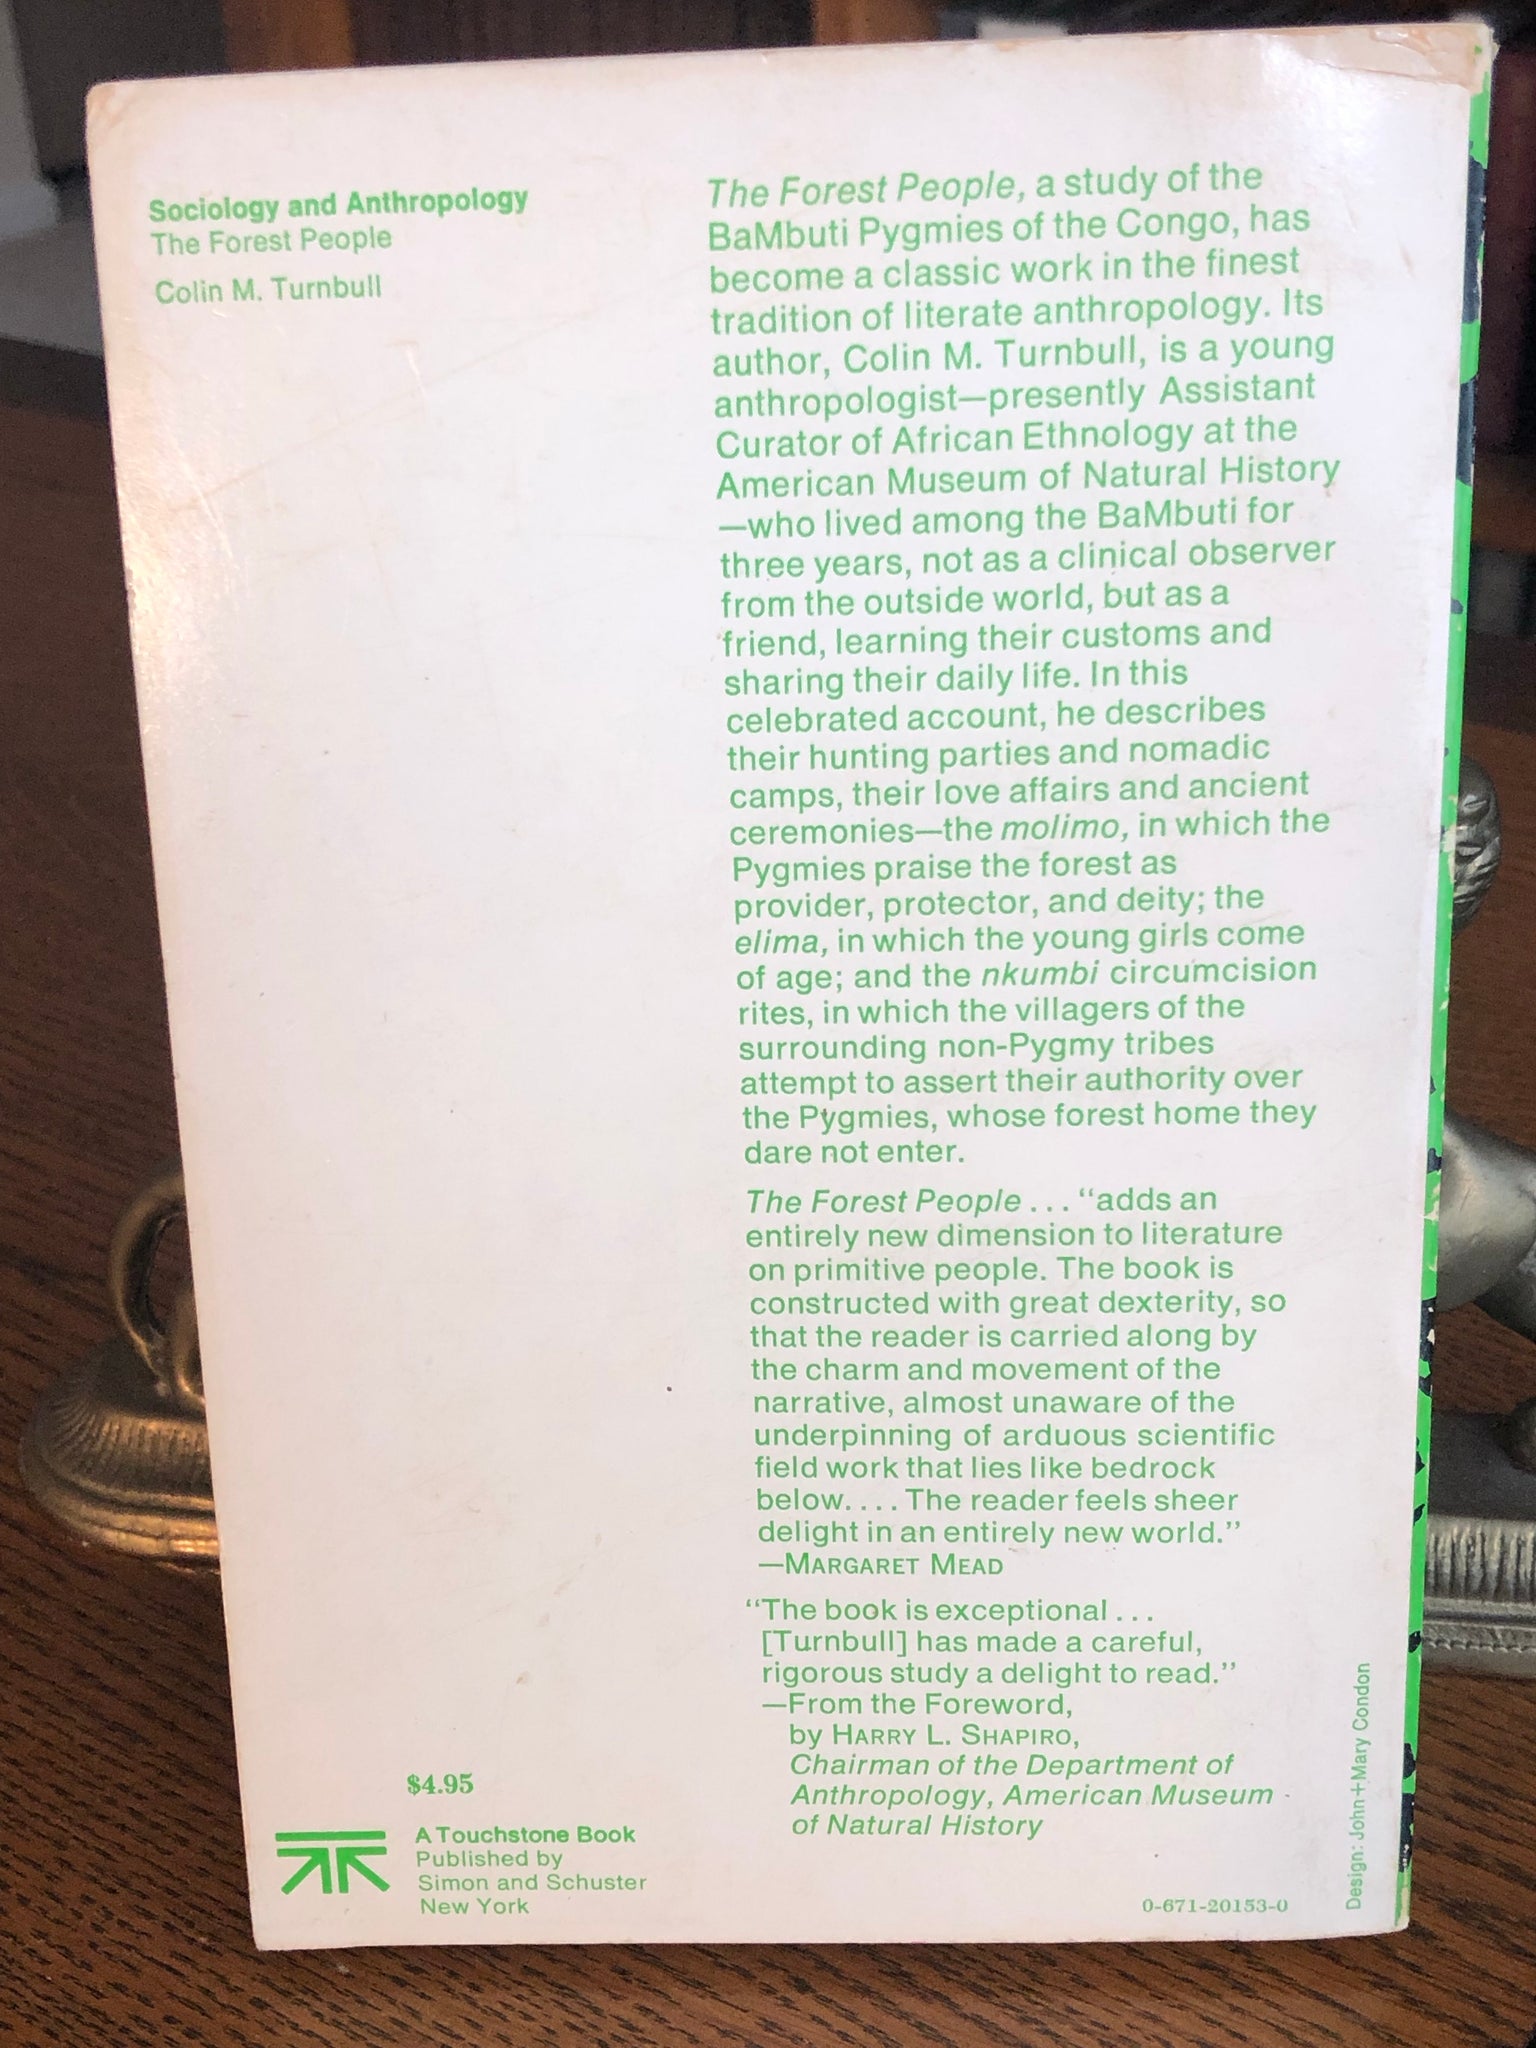 Sociology and Anthropology
The Forest People
Colin M. Turnbull
The Forest People, a study of the
BaMbuti Pygmies of the Congo, has
become a classic work in the finest
tradition of literate anthropology. Its
author, Colin M. Turnbull, is a young
anthropologist—presently Assistant
Curator of African Ethnology at the
American Museum of Natural History
—who lived among the BaMbuti for
three years, not as a clinical observer
from the outside world, but as a
friend, learning their customs and
sharing their daily life. In this
celebrated account, he describes
their hunting parties and nomadic
camps, their love affairs and ancient
ceremonies—the molimo, in which the
Pygmies praise the forest as
provider, protector, and deity; the
elima, in which the young girls come
of age; and the nkumbi circumcision
rites, in which the villagers of the
surrounding non-Pygmy tribes
attempt to assert their authority over
the Pygmies, whose forest home they
dare not enter.
The Forest People . . . “adds an
entirely new dimension to literature
on primitive people. The book is
constructed with great dexterity, so
that the reader is carried along by
the charm and movement of the
narrative, almost unaware of the
underpinning of arduous scientific
field work that lies like bedrock
below. . . . The reader feels sheer
delight in an entirely new world.”
—MARGARET MEAD
“The book is exceptional . . .
[Turnbull] has made a careful,
rigorous study a delight to read.”
—From the Foreword,
by HARRY L. SHAPIRO,
Chairman of the Department of
Anthropology, American Museum
of Natural History
$4.95
A Touchstone Book
Published by
Simon and Schuster
New York
0-671-20153-0
Design: John+Mary Condon